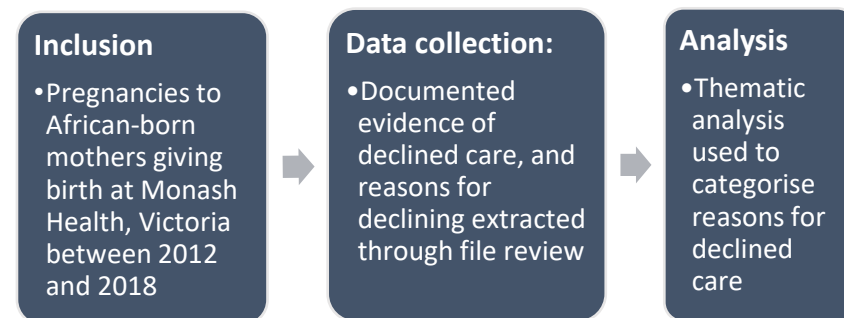 Inclusion
•Pregnancies to
African-born
mothers giving
birth at Monash
Health, Victoria
between 2012
and 2018
Data collection:
•Documented
evidence of
declined care, and
reasons for
declining extracted
through file review
Analysis
•Thematic
analysis
used to
categorise
reasons for
declined
care